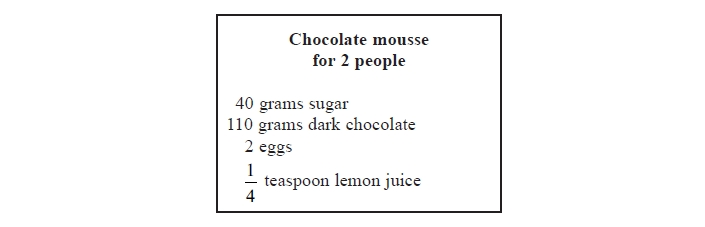 Chocolate mousse
for 2 people
40 grams sugar
110 grams dark chocolate
2 eggs
1/4 teaspoon lemon juice